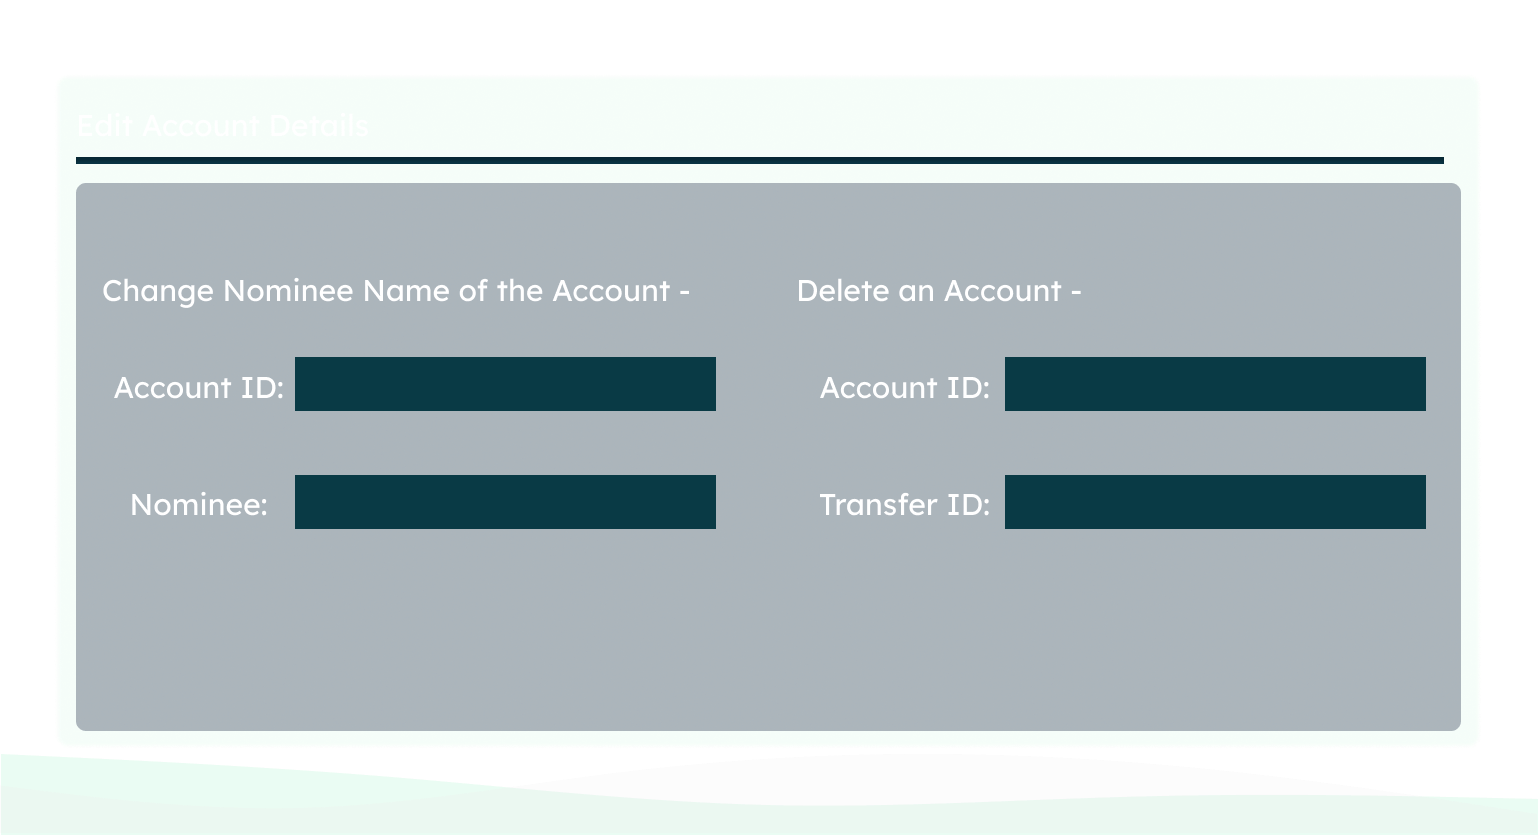 Edit Account Details
Change Nominee Name of the Account -
Account ID:
Nominee:
Delete an Account -
Account ID:
Transfer ID: